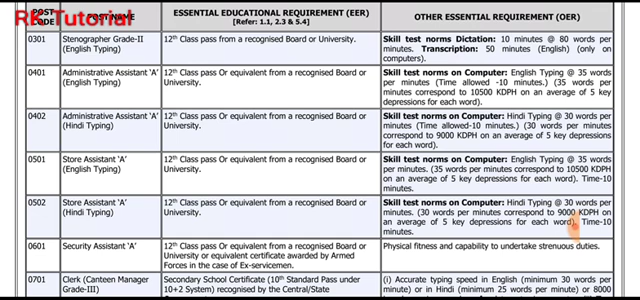 RK Tutorial
POST CODE
POST NAME
ESSENTIAL EDUCATIONAL REQUIREMENT (EER)
[Refer: 1.1, 2.3 & 5.4]
OTHER ESSENTIAL REQUIREMENT (OER)
0301
Stenographer Grade-II
(English Typing)
12th Class pass from a recognised Board or University.
Skill test norms Dictation: 10 minutes @ 80 words per
minutes. Transcription: 50 minutes (English) (only on
computers).
0401
Administrative Assistant 'A'
(English Typing)
12th Class pass Or equivalent from a recognised Board or
University.
Skill test norms on Computer: English Typing @ 35 words
per minutes (Time allowed -10 minutes.) (35 words per
minutes correspond to 10500 KDPH on an average of 5 key
depressions for each word).
0402
Administrative Assistant 'A'
(Hindi Typing)
12th Class pass Or equivalent from a recognised Board or
University.
Skill test norms on Computer: Hindi Typing @ 30 words per
minutes (Time allowed-10 minutes.) (30 words per minutes
correspond to 9000 KDPH on an average of 5 key depressions
for each word).
0501
Store Assistant 'A'
(English Typing)
12th Class pass Or equivalent from a recognised Board or
University.
Skill test norms on Computer: English Typing @ 35 words
per minutes. (35 words per minutes correspond to 10500 KDPH
on an average of 5 key depressions for each word). Time-10
minutes.
0502
Store Assistant 'A'
(Hindi Typing)
12th Class pass Or equivalent from a recognised Board or
University.
Skill test norms on Computer: Hindi Typing @ 30 words per
minutes. (30 words per minutes correspond to 9000 KDPH on
an average of 5 key depressions for each word). Time-10
minutes.
0601
Security Assistant 'A'
12th Class pass Or equivalent from a recognised Board or
University or equivalent certificate awarded by Armed
Forces in the case of Ex-servicemen.
Physical fitness and capability to undertake strenuous duties.
0701
Clerk (Canteen Manager
Grade-III)
Secondary School Certificate (10th Standard Pass under
10+2 System) recognised by the Central/State
(i) Accurate typing speed in English (minimum 30 words per
minute) or in Hindi (minimum 25 words per minute) or 8000